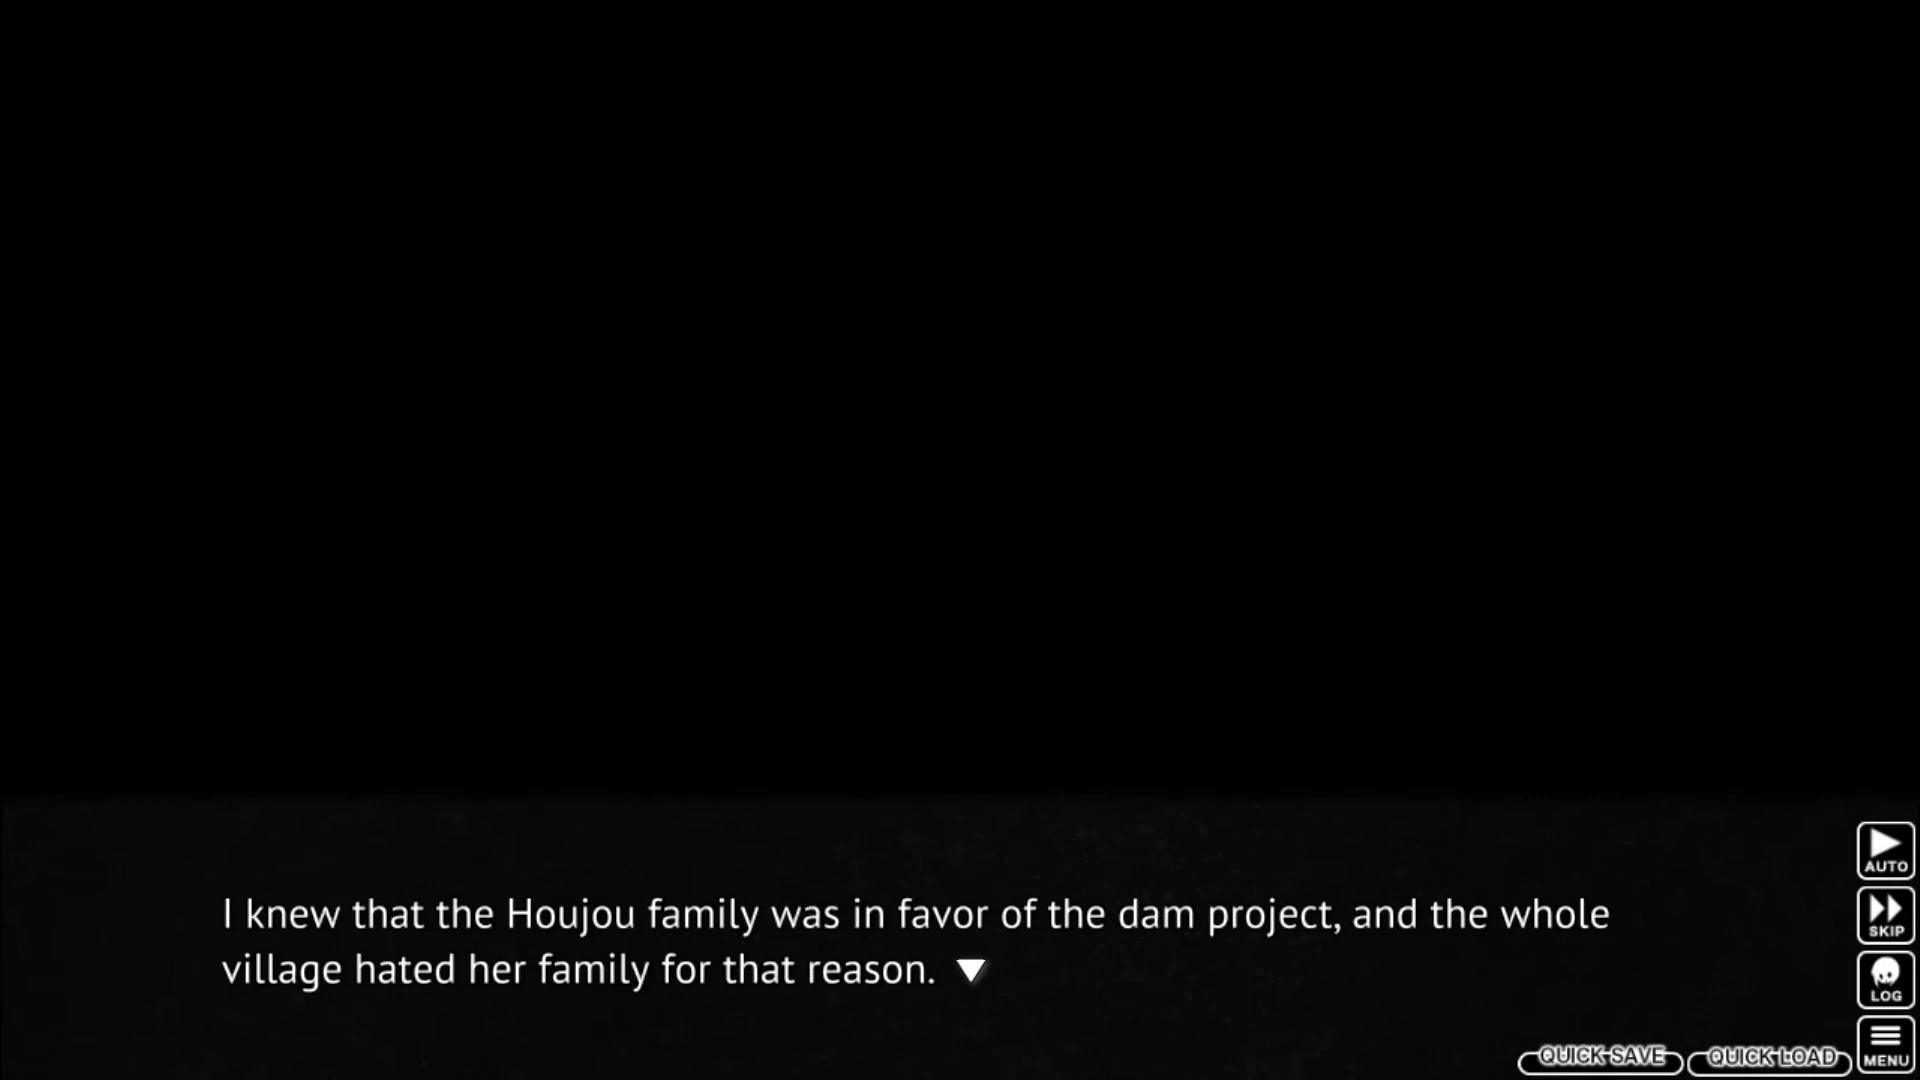 I knew that the Houjou family was in favor of the dam project, and the whole
village hated her family for that reason.
AUTO
SKIP
LOG
MENU
QUICK SAVE
QUICK LOAD